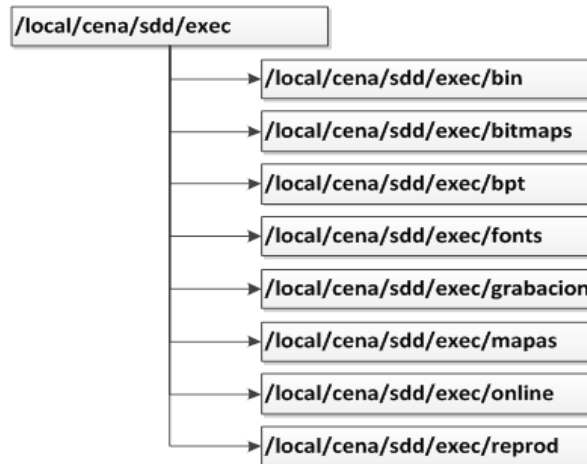 /local/cena/sdd/exec
/local/cena/sdd/exec/bin
/local/cena/sdd/exec/bitmaps
/local/cena/sdd/exec/bpt
/local/cena/sdd/exec/fonts
/local/cena/sdd/exec/grabacion
/local/cena/sdd/exec/mapas
/local/cena/sdd/exec/online
/local/cena/sdd/exec/reprod